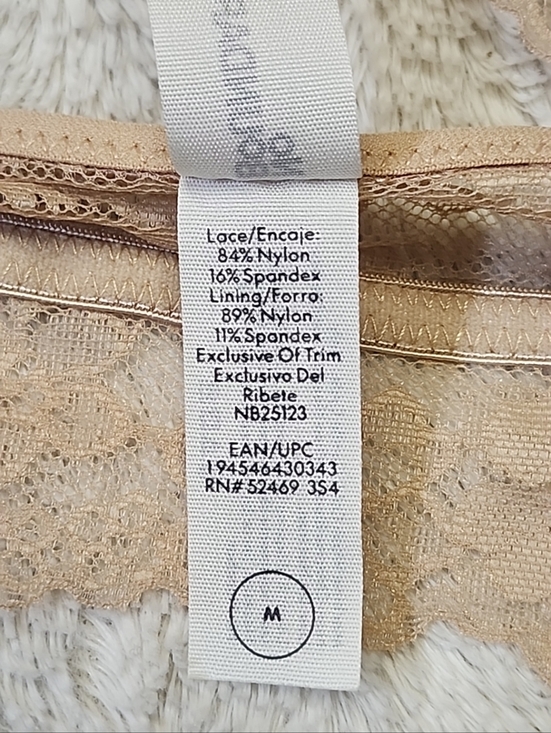 Lace/Encaje:
84% Nylon
16% Spandex
Lining/Forro:
89% Nylon
11% Spandex
Exclusive Of Trim
Exclusivo Del
Ribete
NB25123
EAN/UPC
194546430343
RN# 52469 3S4
M